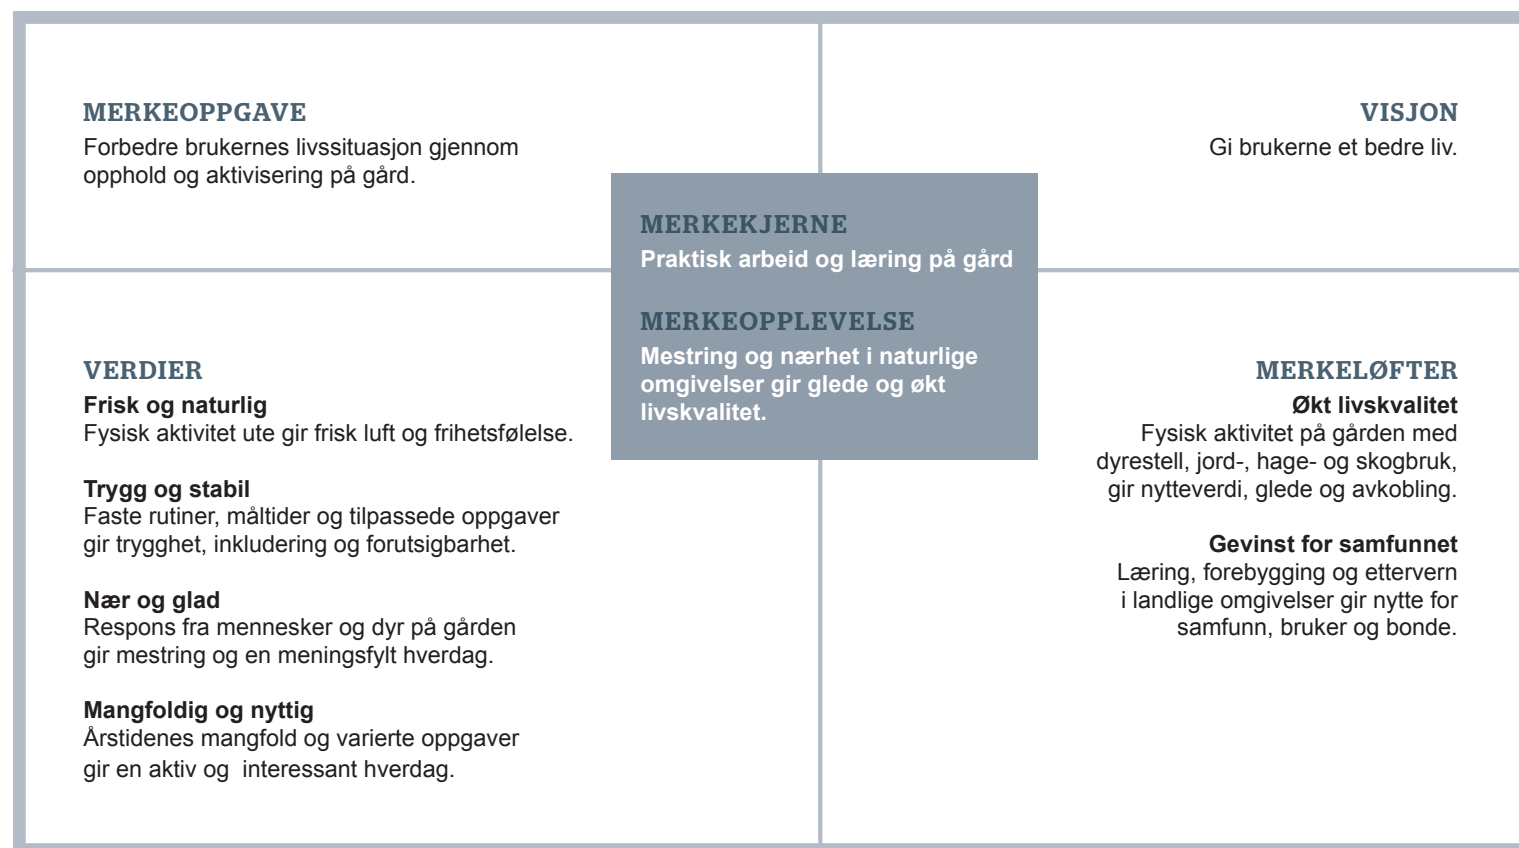 MERKEOPPGAVE
Forbedre brukernes livssituasjon gjennom
opphold og aktivisering på gård.
VISJON
Gi brukerne et bedre liv.
MERKEKJERNE
Praktisk arbeid og læring på gård
MERKEOPPLEVELSE
Mestring og nærhet i naturlige
omgivelser gir glede og økt
livskvalitet.
VERDIER
Frisk og naturlig
Fysisk aktivitet ute gir frisk luft og frihetsfølelse.
Trygg og stabil
Faste rutiner, måltider og tilpassede oppgaver
gir trygghet, inkludering og forutsigbarhet.
Nær og glad
Respons fra mennesker og dyr på gården
gir mestring og en meningsfylt hverdag.
Mangfoldig og nyttig
Årstidenes mangfold og varierte oppgaver
gir en aktiv og  interessant hverdag.
MERKELØFTER
Økt livskvalitet
Fysisk aktivitet på gården med
dyrestell, jord-, hage- og skogbruk,
gir nytteverdi, glede og avkobling.
Gevinst for samfunnet
Læring, forebygging og ettervern
i landlige omgivelser gir nytte for
samfunn, bruker og bonde.